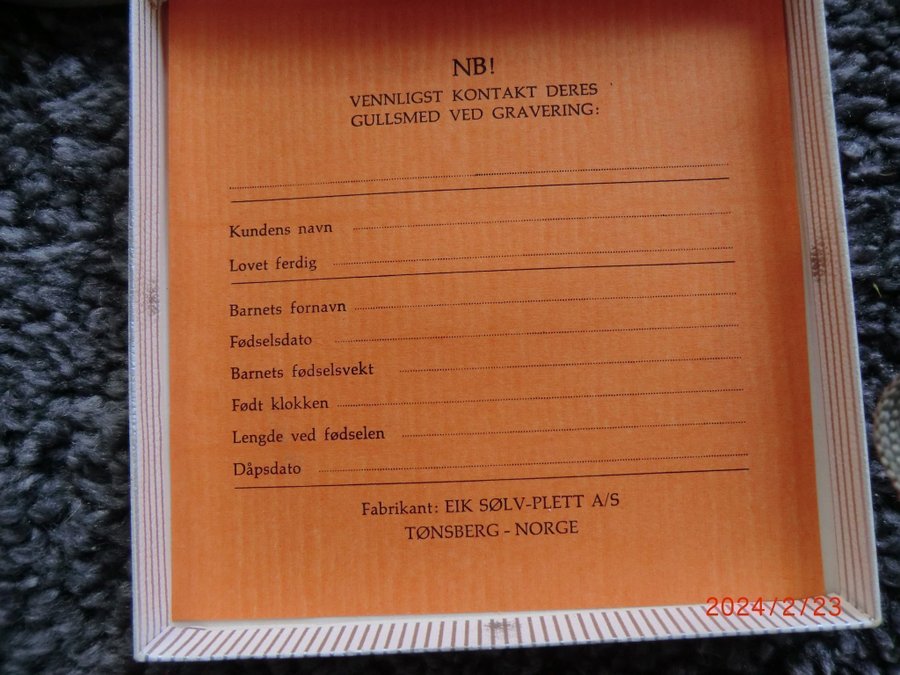 NB!
VENNLIGST KONTAKT DERES
GULLSMED VED GRAVERING:
Kundens navn
Lovet ferdig
Barnets fornavn
Fødselsdato
Barnets fødselsvekt
Født klokken
Lengde ved fødselen
Dåpsdato
Fabrikant: EIK SØLV-PLETT A/S
TØNSBERG - NORGE
2024/2/23